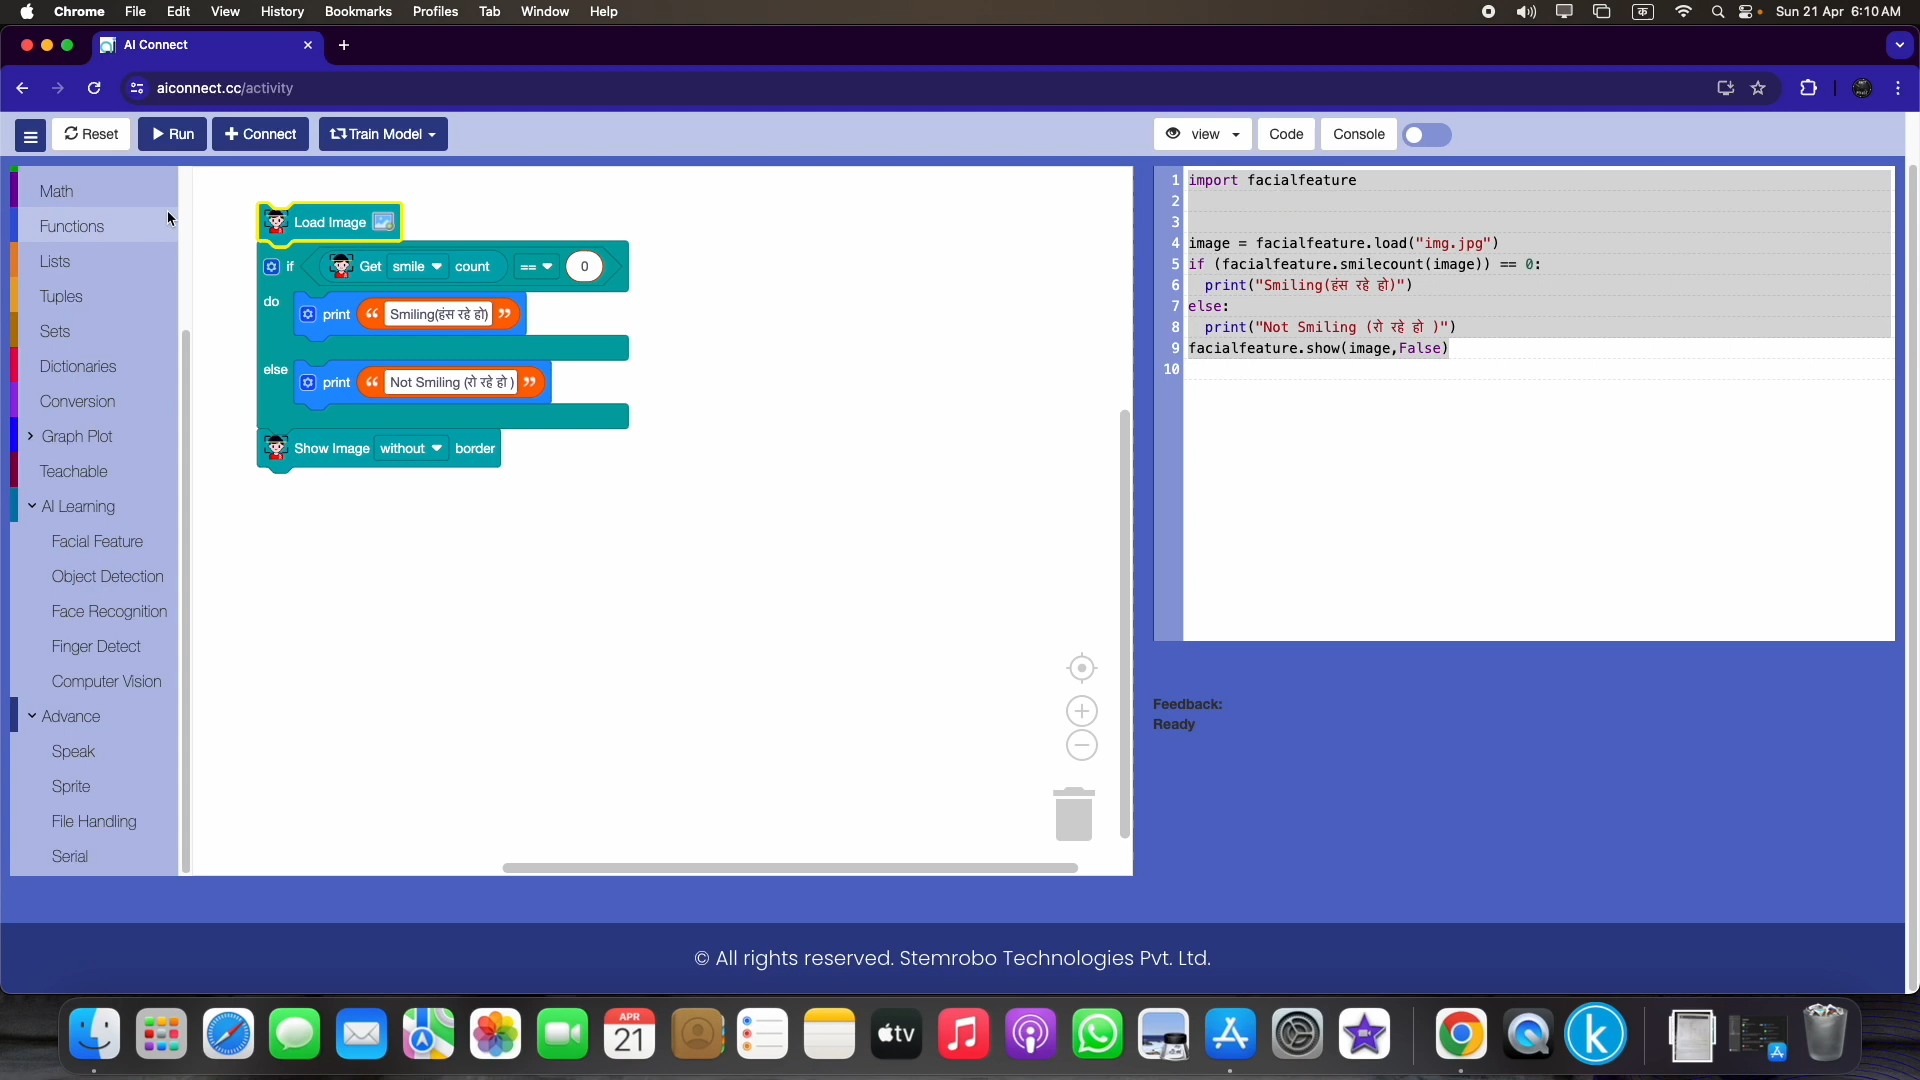 Chrome File Edit View History Bookmarks Profiles Tab Window Help
क Sun 21 Apr 6:10 AM
AI Connect
aiconnect.cc/activity
Reset Run Connect Train Model
view Code Console
Math
Functions
Lists
Tuples
Sets
Dictionaries
Conversion
Graph Plot
Teachable
AI Learning
Facial Feature
Object Detection
Face Recognition
Finger Detect
Computer Vision
Advance
Speak
Sprite
File Handling
Serial
Load Image
if Get smile count == 0
do print “ Smiling(हंस रहे हो) ”
else print “ Not Smiling (रो रहे हो ) ”
Show Image without border
1 import facialfeature
2
3
4 image = facialfeature.load("img.jpg")
5 if (facialfeature.smilecount(image)) == 0:
6 print("Smiling(हंस रहे हो)")
7 else:
8 print("Not Smiling (रो रहे हो )")
9 facialfeature.show(image,False)
10
Feedback:
Ready
© All rights reserved. Stemrobo Technologies Pvt. Ltd.
APR
21
tv
k